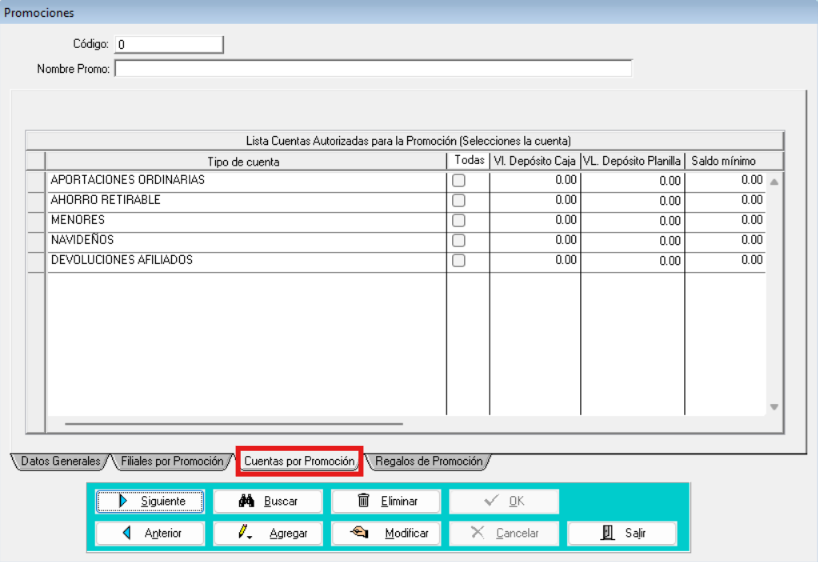 Promociones
Código: 0
Nombre Promo:
Lista Cuentas Autorizadas para la Promoción (Selecciones la cuenta)
Tipo de cuenta Todas Vl. Depósito Caja VL. Depósito Planilla Saldo mínimo
APORTACIONES ORDINARIAS 0.00 0.00 0.00
AHORRO RETIRABLE 0.00 0.00 0.00
MENORES 0.00 0.00 0.00
NAVIDEÑOS 0.00 0.00 0.00
DEVOLUCIONES AFILIADOS 0.00 0.00 0.00
Datos Generales Filiales por Promoción Cuentas por Promoción Regalos de Promoción
Siguiente Buscar Eliminar OK
Anterior Agregar Modificar Cancelar Salir